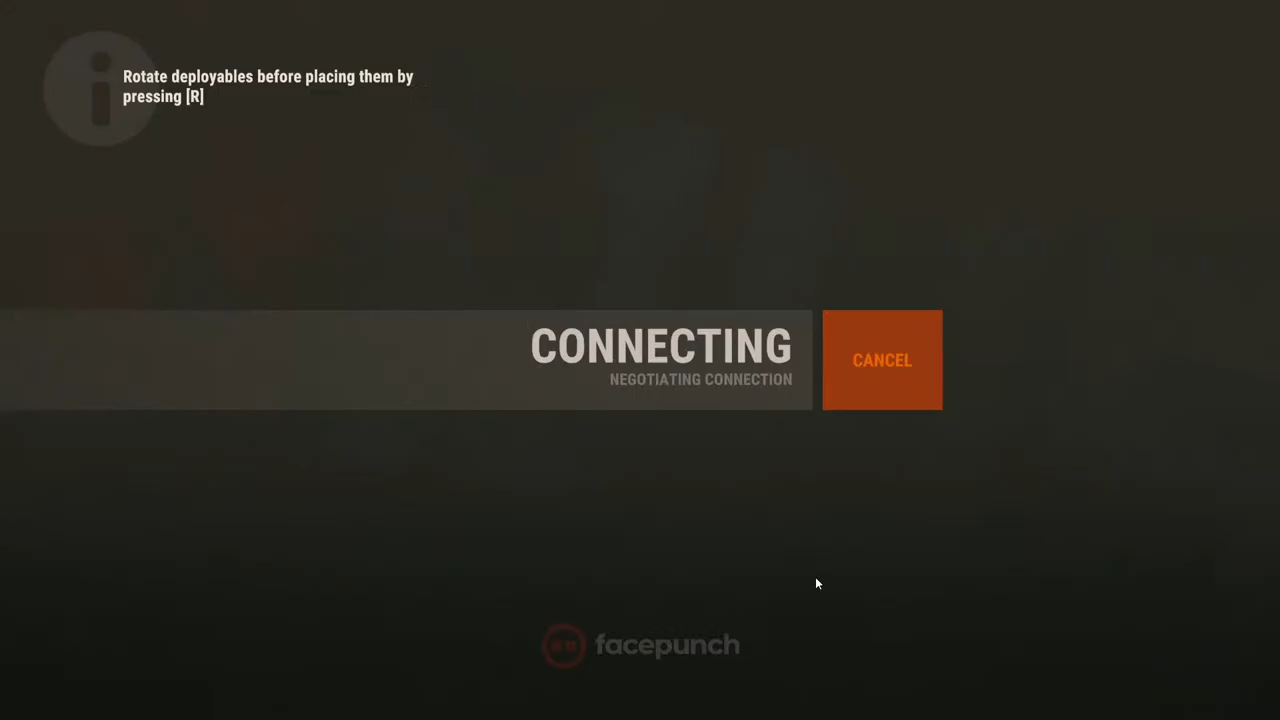 Rotate deployables before placing them by
pressing [R]
CONNECTING
NEGOTIATING CONNECTION
CANCEL
facepunch